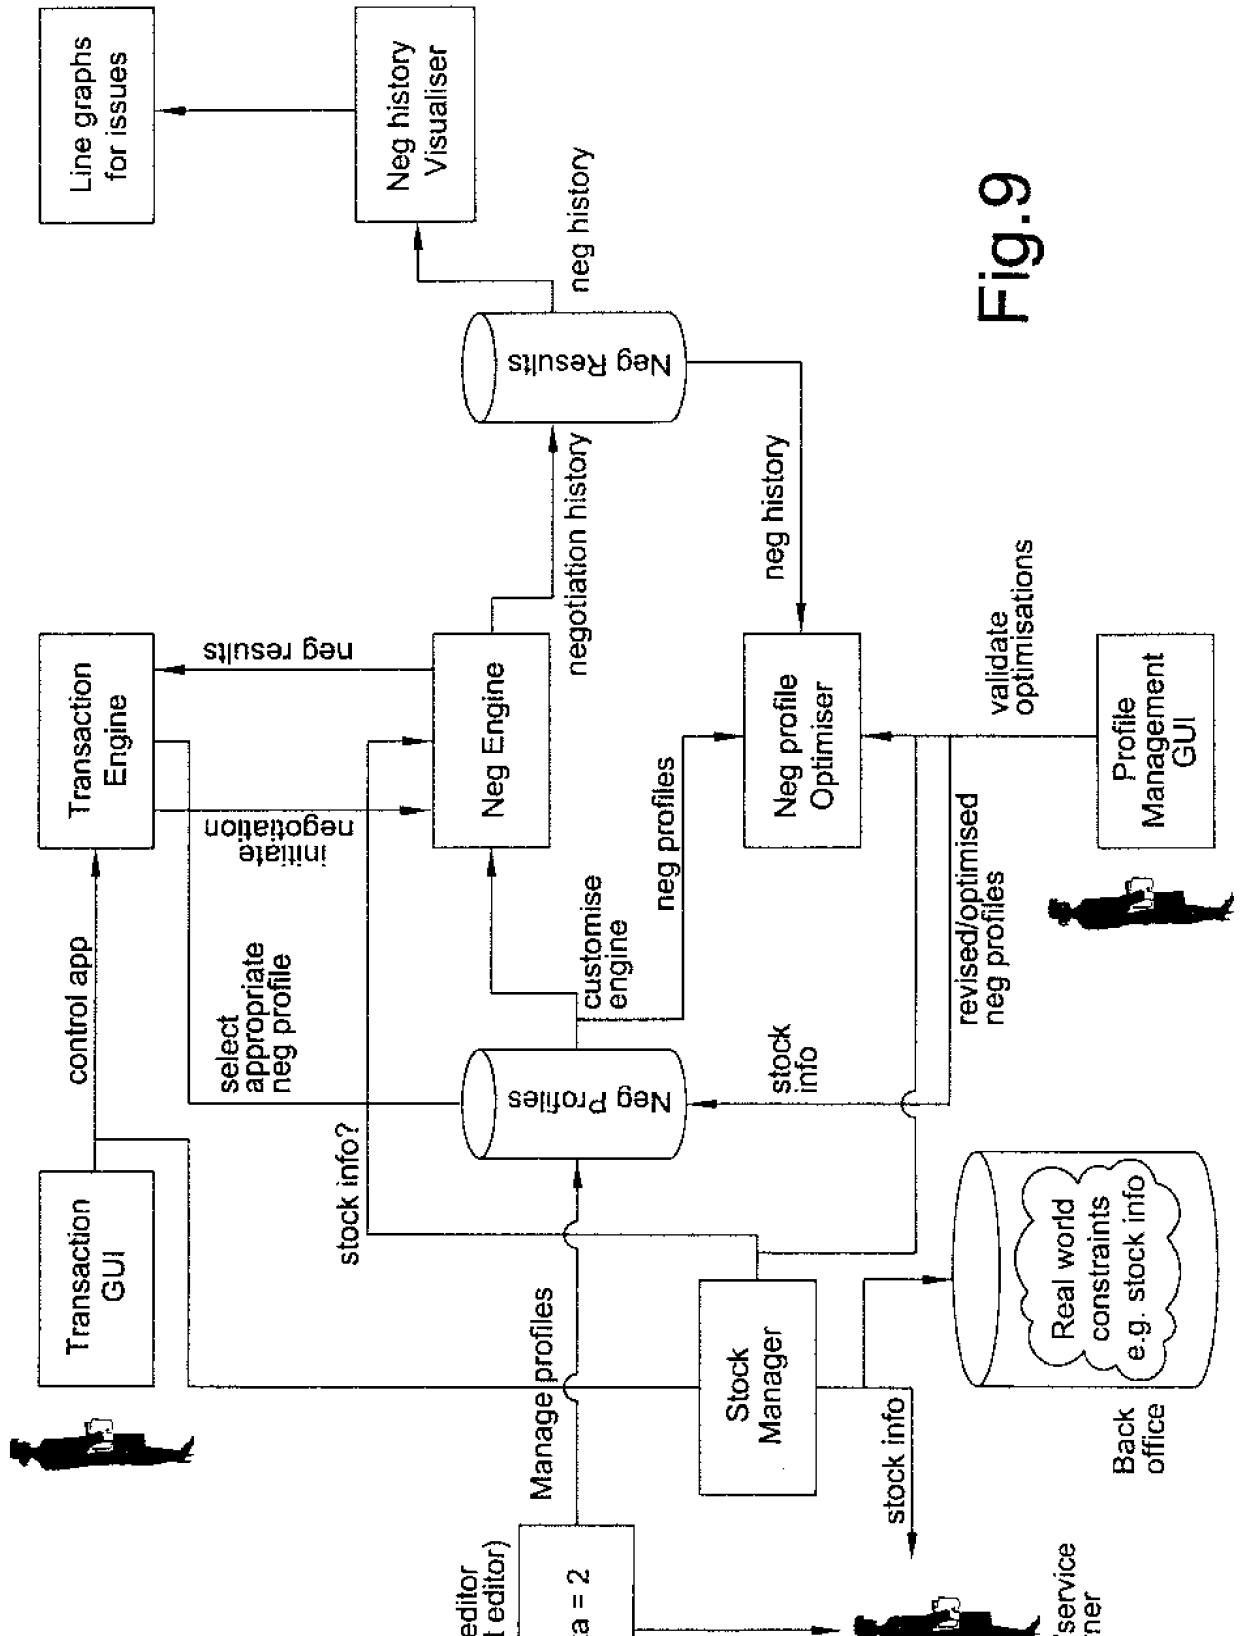 Line graphs
for issues
Neg history
Visualiser
neg history
Neg Results
negotiation history
neg history
Fig.9
Transaction
Engine
neg results
initiate
negotiation
Neg Engine
Neg profile
Optimiser
validate
optimisations
Profile
Management
GUI
control app
select
appropriate
neg profile
customise
engine
neg profiles
revised/optimised
neg profiles
Neg Profiles
stock
info
Transaction
GUI
stock info?
Manage profiles
Stock
Manager
stock info
Real world
constraints
e.g. stock info
Back
office
editor
t editor)
ta = 2
/service